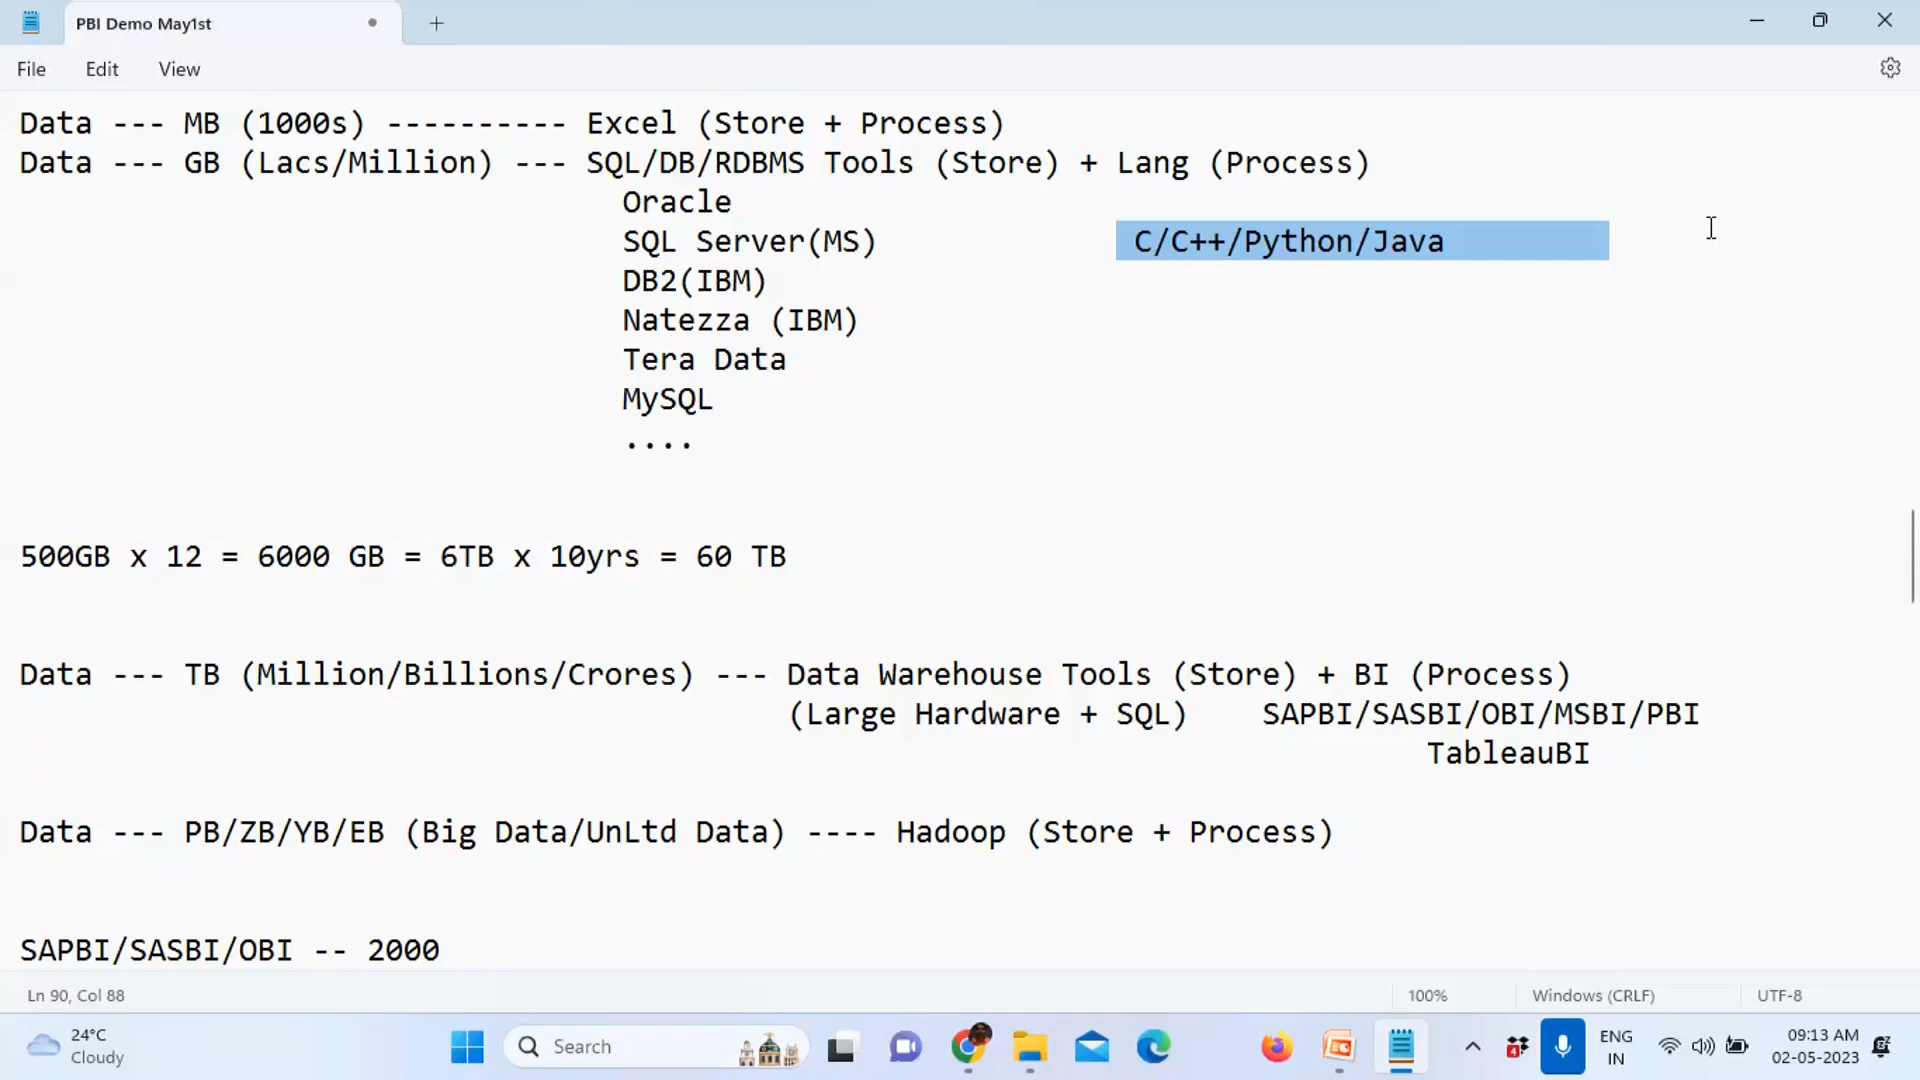 PBI Demo May1st
File Edit View
Data --- MB (1000s) ---------- Excel (Store + Process)
Data --- GB (Lacs/Million) --- SQL/DB/RDBMS Tools (Store) + Lang (Process)
Oracle
SQL Server(MS) C/C++/Python/Java
DB2(IBM)
Natezza (IBM)
Tera Data
MySQL
....
500GB x 12 = 6000 GB = 6TB x 10yrs = 60 TB
Data --- TB (Million/Billions/Crores) --- Data Warehouse Tools (Store) + BI (Process)
(Large Hardware + SQL) SAPBI/SASBI/OBI/MSBI/PBI
TableauBI
Data --- PB/ZB/YB/EB (Big Data/UnLtd Data) ---- Hadoop (Store + Process)
SAPBI/SASBI/OBI -- 2000
Ln 90, Col 88 100% Windows (CRLF) UTF-8
24°C
Cloudy
Search
4
ENG
IN
09:13 AM
02-05-2023